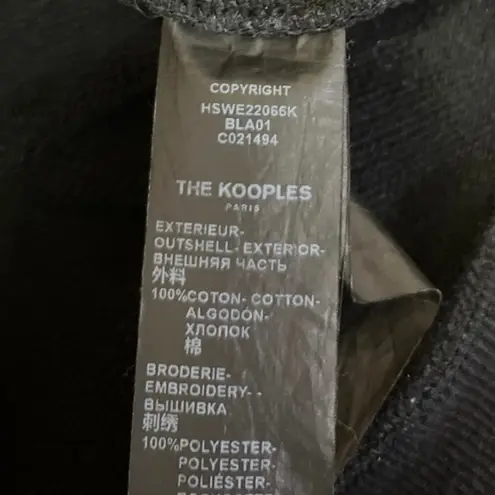 COPYRIGHT
HSWE22066K
BLA01
C021494
THE KOOPLES
PARIS
EXTERIEUR-
OUTSHELL- EXTERIOR-
ВНЕШНЯЯ ЧАСТЬ
外料
100%COTON- COTTON-
ALGODÓN-
ХЛОПОК
棉
BRODERIE-
EMBROIDERY- -
ВЫШИВКА
刺绣
100%POLYESTER-
POLYESTER-
POLIÉSTER-